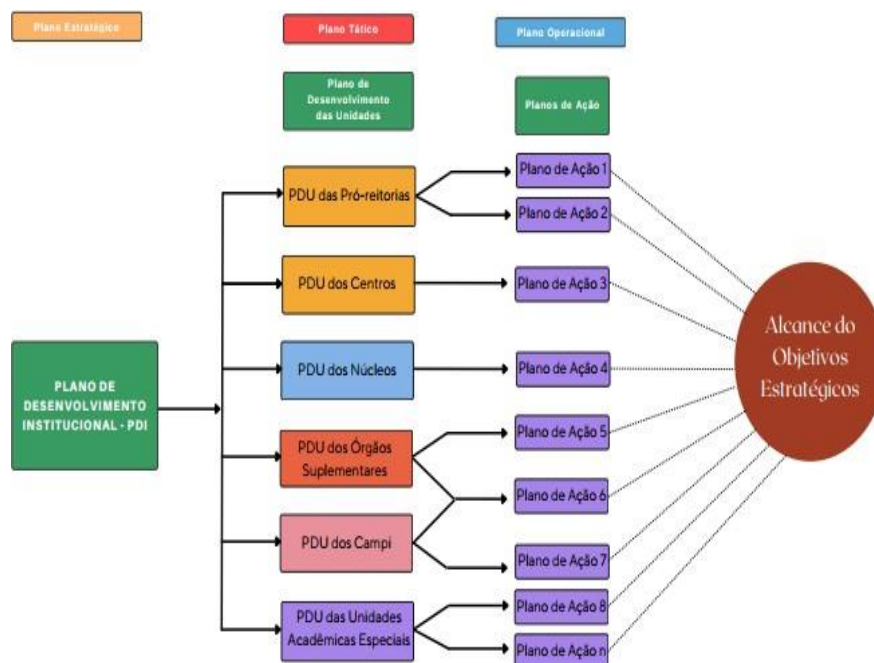 Plano Estratégico
Plano Tático
Plano Operacional
Plano de
Desenvolvimento
das Unidades
Planos de Ação
PDU das Pró-reitorias
Plano de Ação 1
Plano de Ação 2
PDU dos Centros
Plano de Ação 3
PLANO DE
DESENVOLVIMENTO
INSTITUCIONAL - PDI
PDU dos Núcleos
Plano de Ação 4
PDU dos Órgãos
Suplementares
Plano de Ação 5
Plano de Ação 6
PDU dos Campi
Plano de Ação 7
PDU das Unidades
Acadêmicas Especiais
Plano de Ação 8
Plano de Ação n
Alcance do
Objetivos
Estratégicos